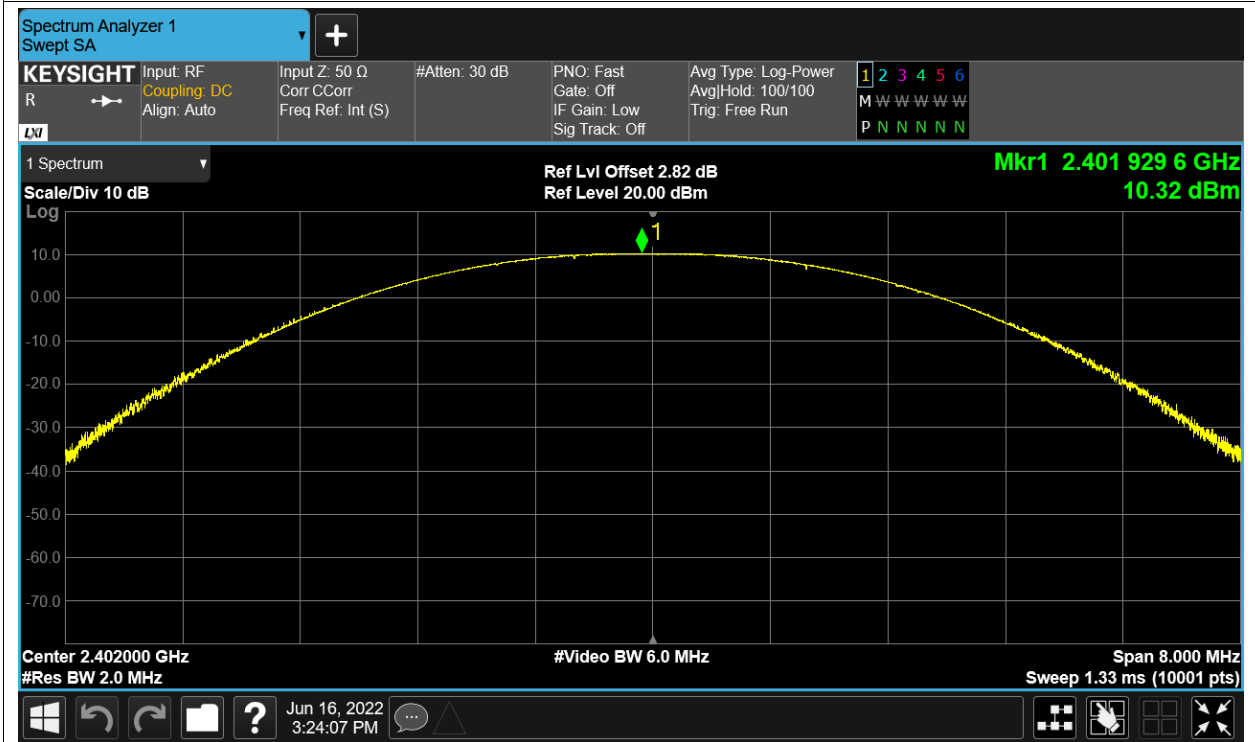 Spectrum Analyzer 1
Swept SA
+
KEYSIGHT Input: RF Input Z: 50 Ω #Atten: 30 dB PNO: Fast Avg Type: Log-Power 1 2 3 4 5 6
R Coupling: DC Corr CCorr Gate: Off Avg|Hold: 100/100 M W W W W W
Align: Auto Freq Ref: Int (S) IF Gain: Low Trig: Free Run
LXI Sig Track: Off P N N N N N
1 Spectrum Ref Lvl Offset 2.82 dB Mkr1 2.401 929 6 GHz
Scale/Div 10 dB Ref Level 20.00 dBm 10.32 dBm
Log
1
10.0
0.00
-10.0
-20.0
-30.0
-40.0
-50.0
-60.0
-70.0
Center 2.402000 GHz #Video BW 6.0 MHz Span 8.000 MHz
#Res BW 2.0 MHz Sweep 1.33 ms (10001 pts)
? Jun 16, 2022
3:24:07 PM